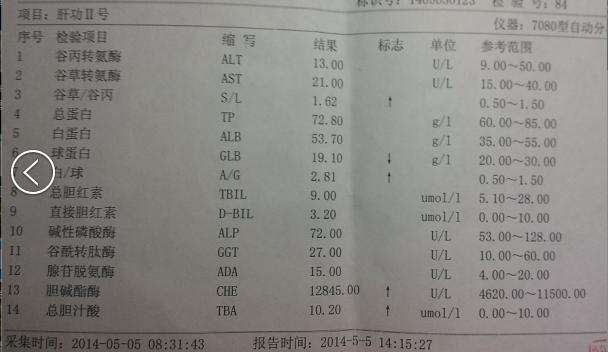 标识号：1405050123 检 验 号：84
项目：肝功Ⅱ号 仪器：7080型自动分
序号 检验项目 缩 写 结果 标志 单位 参考范围
1 谷丙转氨酶 ALT 13.00 U/L 9.00～50.00
2 谷草转氨酶 AST 21.00 U/L 15.00～40.00
3 谷草/谷丙 S/L 1.62 ↑ 0.50～1.50
4 总蛋白 TP 72.80 g/l 60.00～85.00
5 白蛋白 ALB 53.70 g/l 35.00～55.00
6 球蛋白 GLB 19.10 ↓ g/l 20.00～30.00
7 白/球 A/G 2.81 ↑ 0.50～1.50
8 总胆红素 TBIL 9.00 umol/l 5.10～28.00
9 直接胆红素 D-BIL 3.20 umol/l 0.00～10.00
10 碱性磷酸酶 ALP 72.00 U/L 53.00～128.00
11 谷酰转肽酶 GGT 27.00 U/L 10.00～60.00
12 腺苷脱氨酶 ADA 15.00 U/L 4.00～20.00
13 胆碱酯酶 CHE 12845.00 ↑ U/L 4620.00～11500.00
14 总胆汁酸 TBA 10.20 ↑ umol/l 0.00～10.00
采集时间：2014-05-05 08:31:43 报告时间：2014-5-5 14:15:27